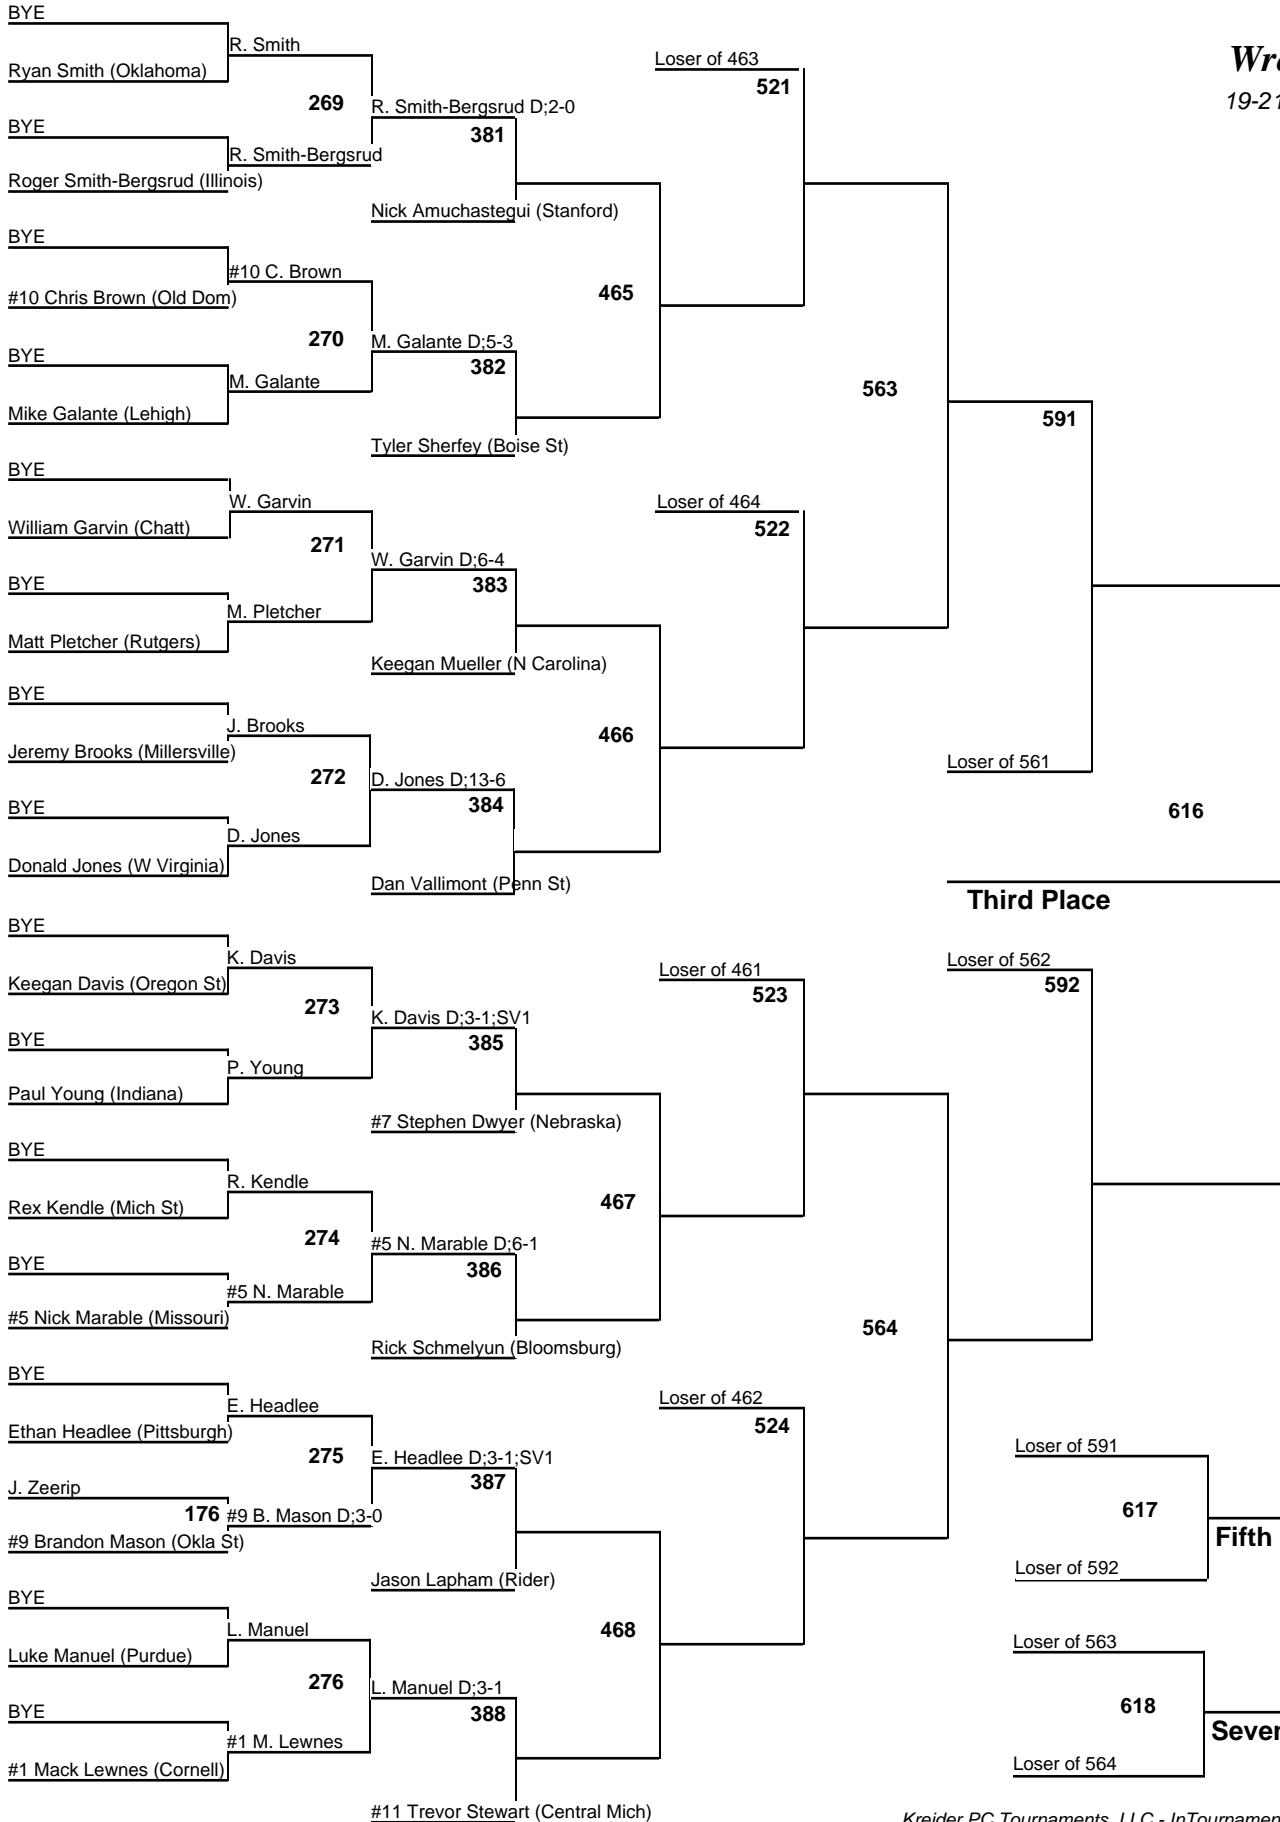 BYE
R. Smith
Ryan Smith (Oklahoma)
269
R. Smith-Bergsrud D;2-0
BYE
381
R. Smith-Bergsrud
Roger Smith-Bergsrud (Illinois)
Nick Amuchastegui (Stanford)
BYE
#10 C. Brown
#10 Chris Brown (Old Dom)
465
270
M. Galante D;5-3
BYE
382
M. Galante
Mike Galante (Lehigh)
Tyler Sherfey (Boise St)
BYE
W. Garvin
William Garvin (Chatt)
271
W. Garvin D;6-4
BYE
383
M. Pletcher
Matt Pletcher (Rutgers)
Keegan Mueller (N Carolina)
BYE
J. Brooks
Jeremy Brooks (Millersville)
466
272
D. Jones D;13-6
BYE
384
D. Jones
Donald Jones (W Virginia)
Dan Vallimont (Penn St)
BYE
K. Davis
Keegan Davis (Oregon St)
273
K. Davis D;3-1;SV1
BYE
385
P. Young
Paul Young (Indiana)
#7 Stephen Dwyer (Nebraska)
BYE
R. Kendle
Rex Kendle (Mich St)
467
274
#5 N. Marable D;6-1
BYE
386
#5 N. Marable
#5 Nick Marable (Missouri)
Rick Schmelyun (Bloomsburg)
BYE
E. Headlee
Ethan Headlee (Pittsburgh)
275
E. Headlee D;3-1;SV1
J. Zeerip
387
176
#9 B. Mason D;3-0
#9 Brandon Mason (Okla St)
Jason Lapham (Rider)
BYE
L. Manuel
Luke Manuel (Purdue)
468
276
L. Manuel D;3-1
BYE
388
#1 M. Lewnes
#1 Mack Lewnes (Cornell)
#11 Trevor Stewart (Central Mich)
Loser of 463
521
563
Loser of 464
522
591
Loser of 561
616
Third Place
Loser of 461
523
Loser of 562
592
564
Loser of 462
524
Loser of 591
617
Fifth
Loser of 592
Loser of 563
618
Seven
Loser of 564
Wre
19-21
Kreider PC Tournaments, LLC - InTournamen